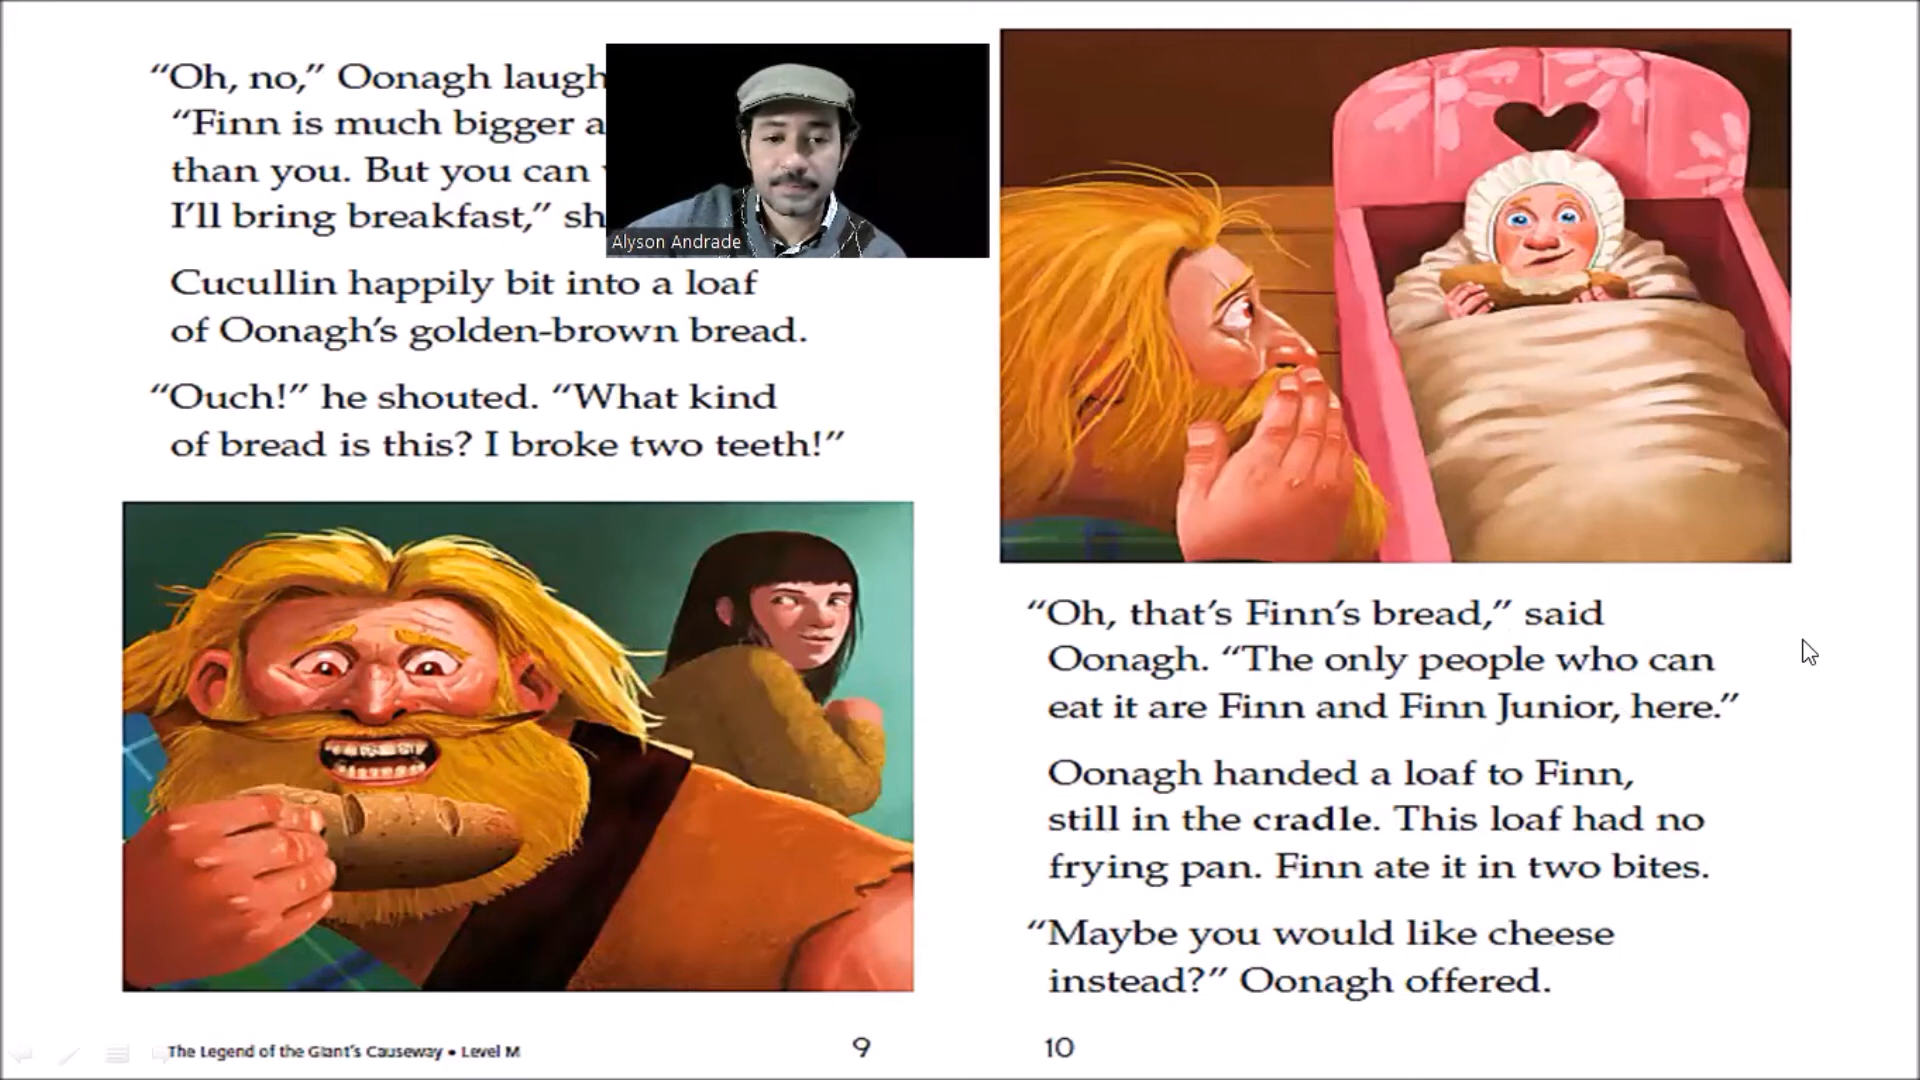 “Oh, no,” Oonagh laugh
“Finn is much bigger a
than you. But you can
I’ll bring breakfast,” sh
Alyson Andrade
Cucullin happily bit into a loaf
of Oonagh’s golden-brown bread.
“Ouch!” he shouted. “What kind
of bread is this? I broke two teeth!”
The Legend of the Giant’s Causeway • Level M
9
“Oh, that’s Finn’s bread,” said
Oonagh. “The only people who can
eat it are Finn and Finn Junior, here.”
Oonagh handed a loaf to Finn,
still in the cradle. This loaf had no
frying pan. Finn ate it in two bites.
“Maybe you would like cheese
instead?” Oonagh offered.
10